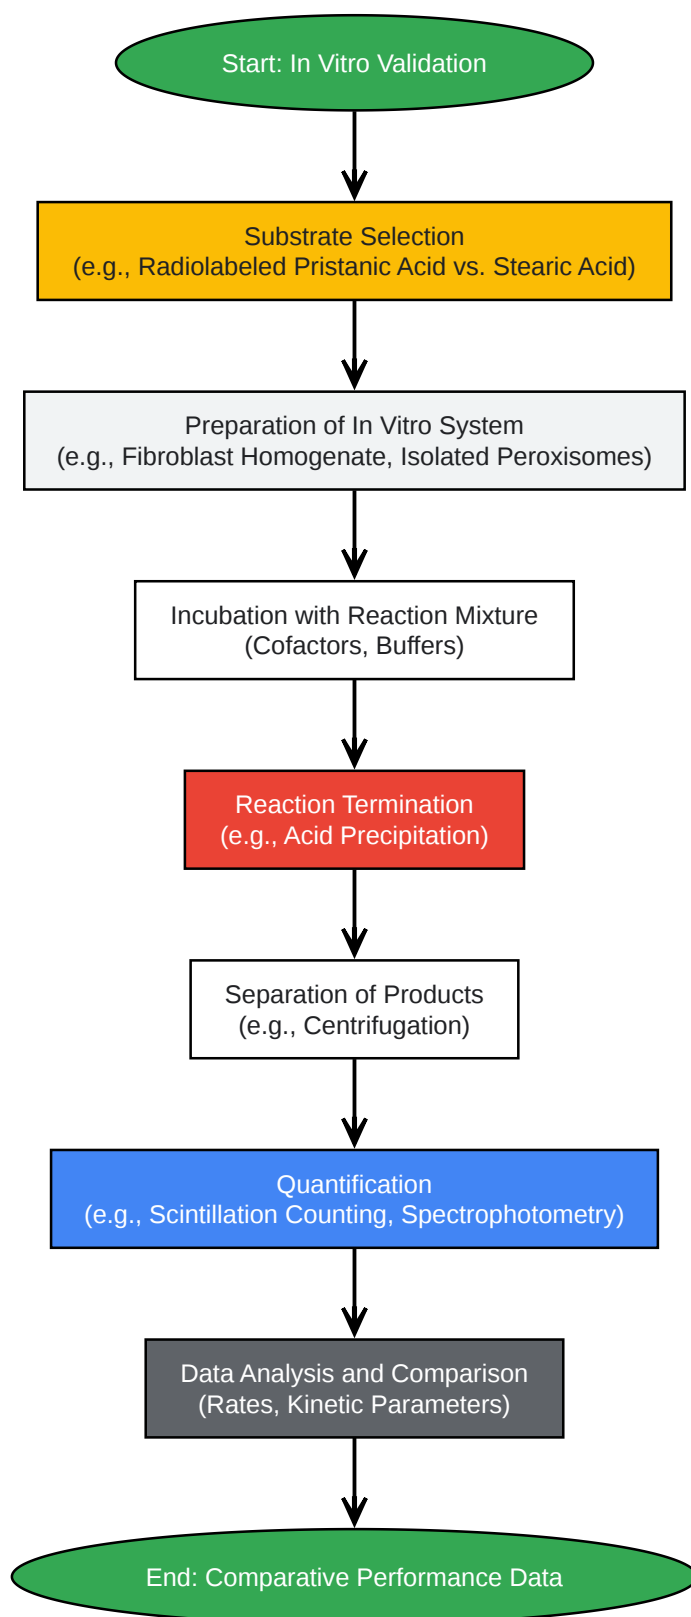 Start: In Vitro Validation
Substrate Selection
(e.g., Radiolabeled Pristanic Acid vs. Stearic Acid)
Preparation of In Vitro System
(e.g., Fibroblast Homogenate, Isolated Peroxisomes)
Incubation with Reaction Mixture
(Cofactors, Buffers)
Reaction Termination
(e.g., Acid Precipitation)
Separation of Products
(e.g., Centrifugation)
Quantification
(e.g., Scintillation Counting, Spectrophotometry)
Data Analysis and Comparison
(Rates, Kinetic Parameters)
End: Comparative Performance Data